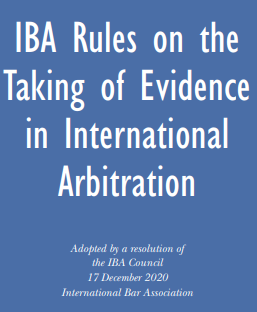 IBA Rules on the
Taking of Evidence
in International
Arbitration
Adopted by a resolution of
the IBA Council
17 December 2020
International Bar Association